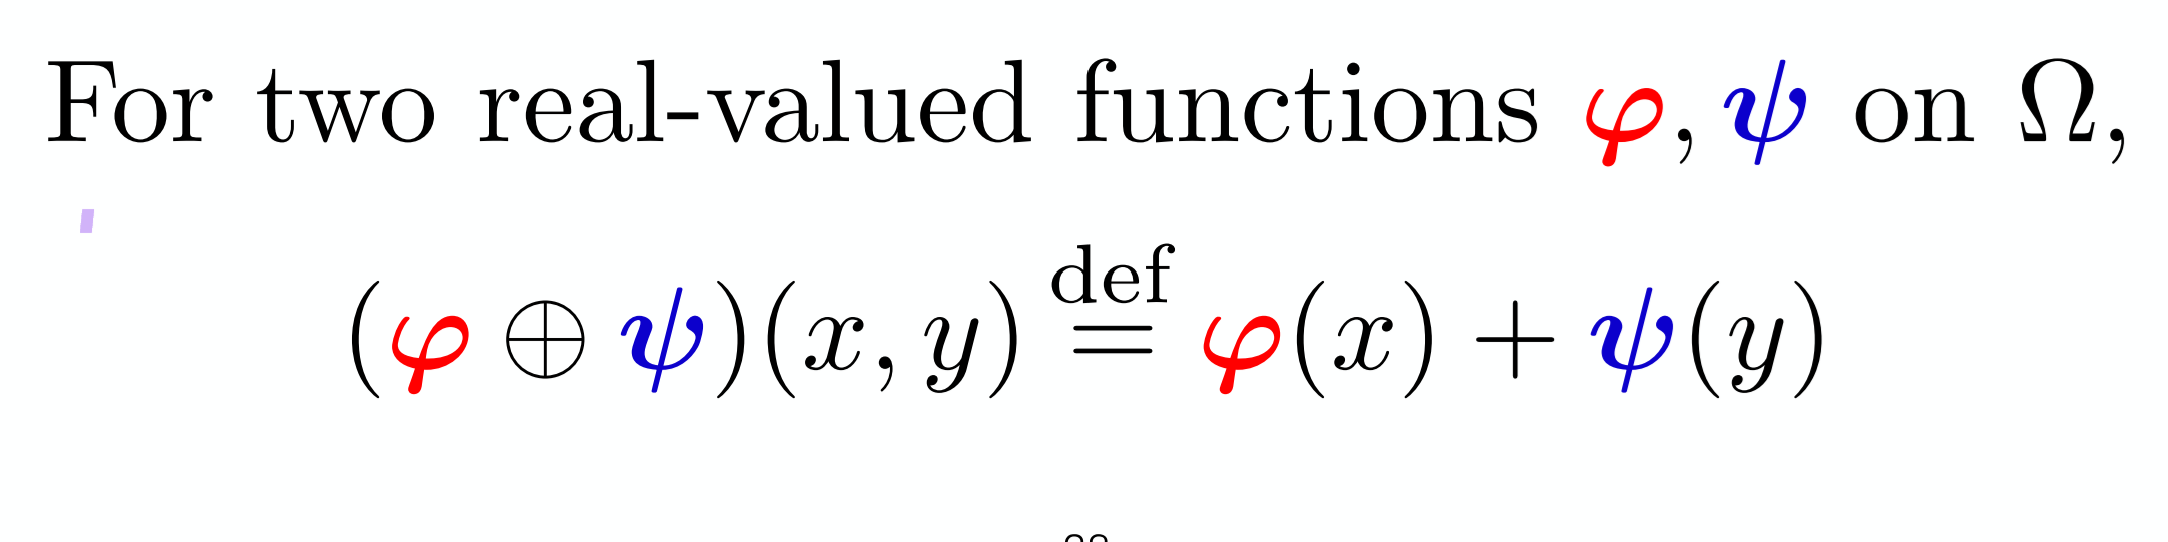 For two real-valued functions φ, ψ on Ω,
(φ ⊕ ψ)(x, y) def= φ(x) + ψ(y)